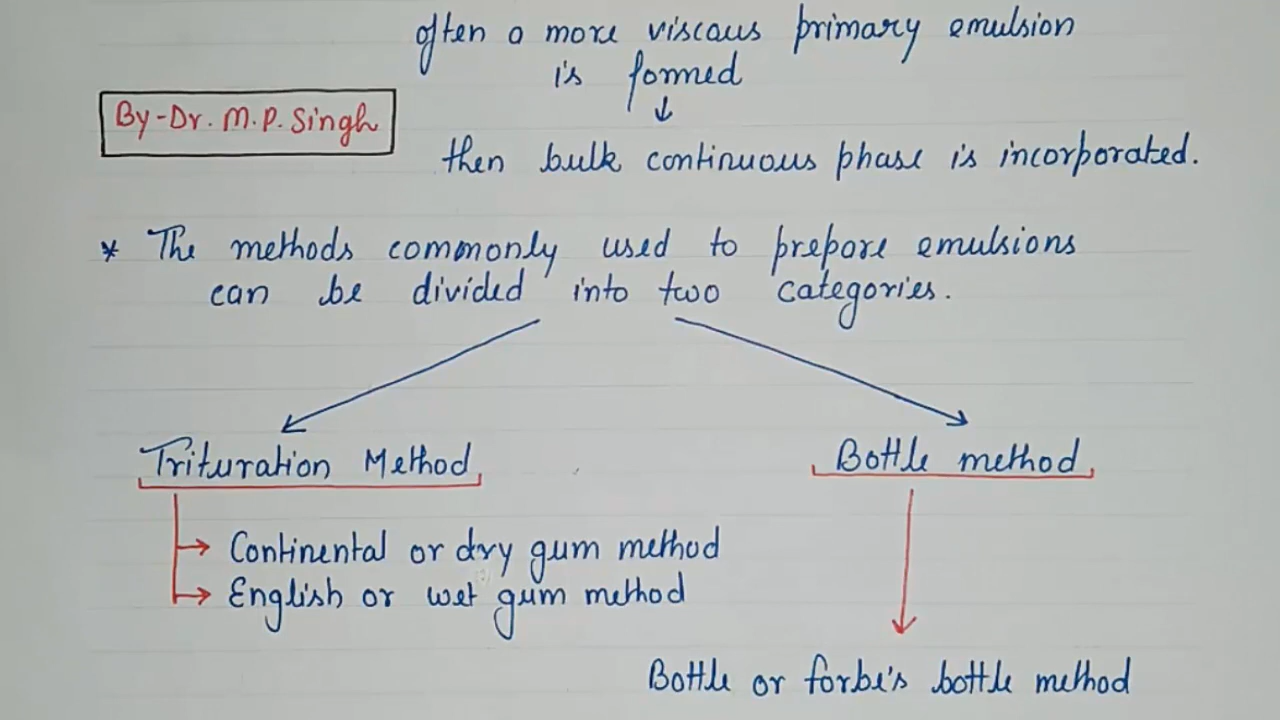 often a more viscous primary emulsion
is formed
↓
By-Dr. M.P. Singh
then bulk continuous phase is incorporated.
* The methods commonly used to prepare emulsions
can be divided into two categories.
Trituration Method
Bottle method
→ Continental or dry gum method
→ English or wet gum method
Bottle or forbe's bottle method